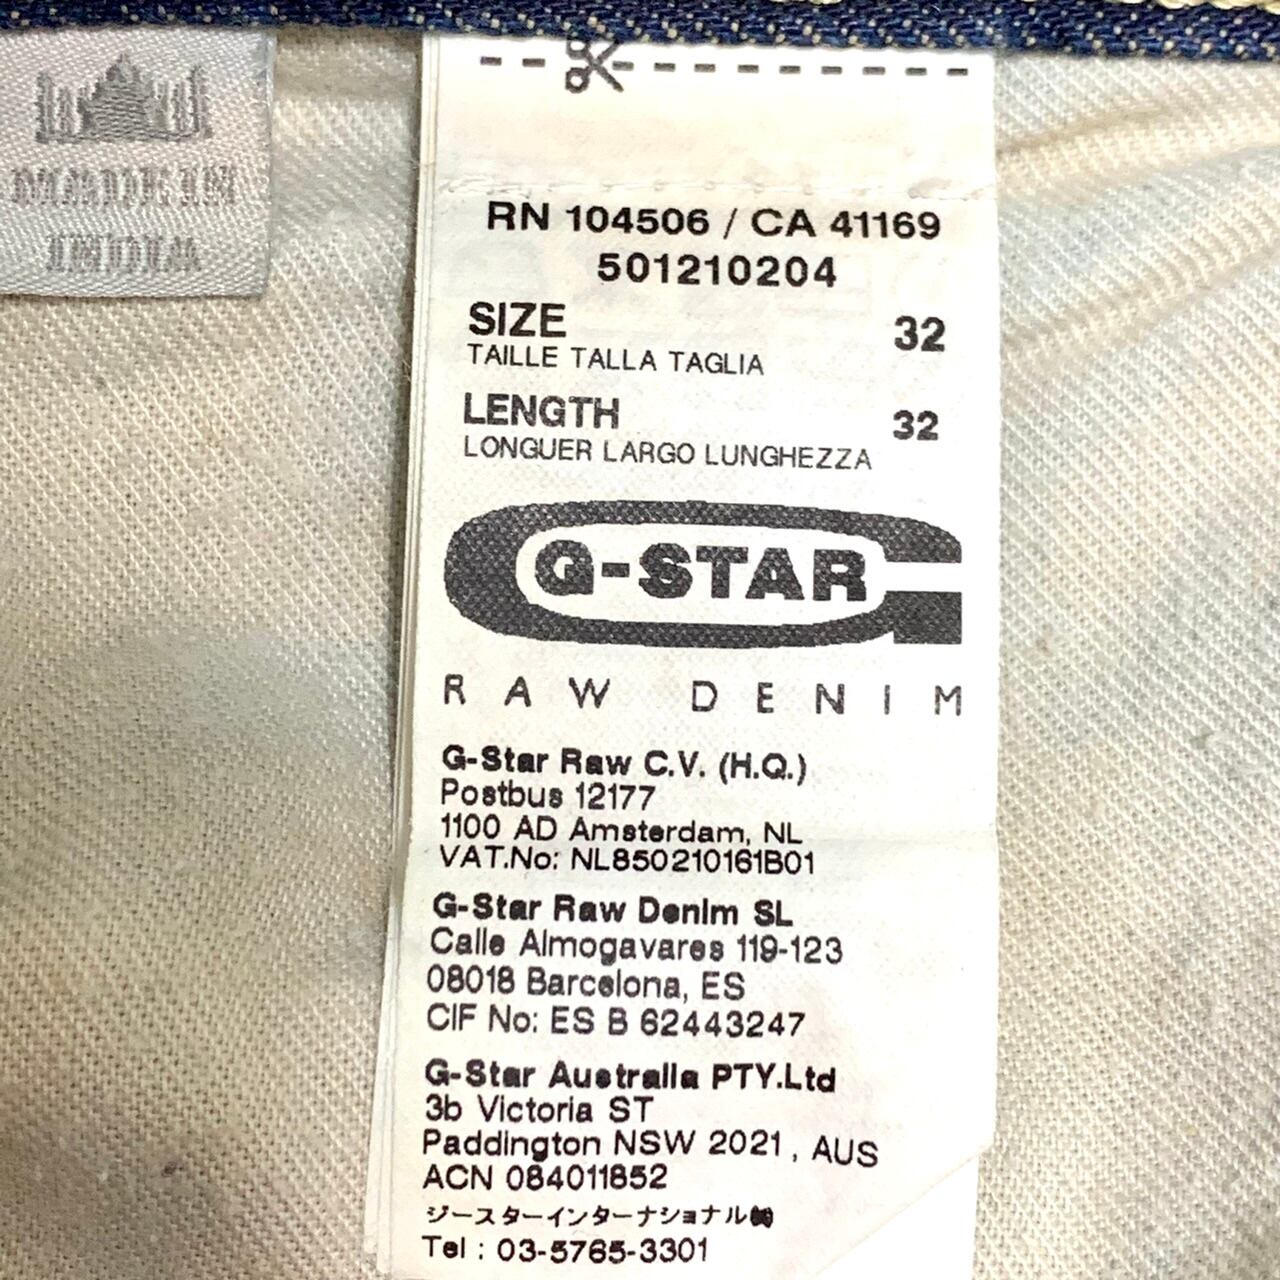 MADE IN
INDIA
RN 104506 / CA 41169
501210204
SIZE 32
TAILLE TALLA TAGLIA
LENGTH 32
LONGUER LARGO LUNGHEZZA
G-STAR
RAW DENIM
G-Star Raw C.V. (H.Q.)
Postbus 12177
1100 AD Amsterdam, NL
VAT.No: NL850210161B01
G-Star Raw Denim SL
Calle Almogavares 119-123
08018 Barcelona, ES
CIF No: ES B 62443247
G-Star Australia PTY.Ltd
3b Victoria ST
Paddington NSW 2021, AUS
ACN 084011852
ジースターインターナショナル㈱
Tel : 03-5765-3301